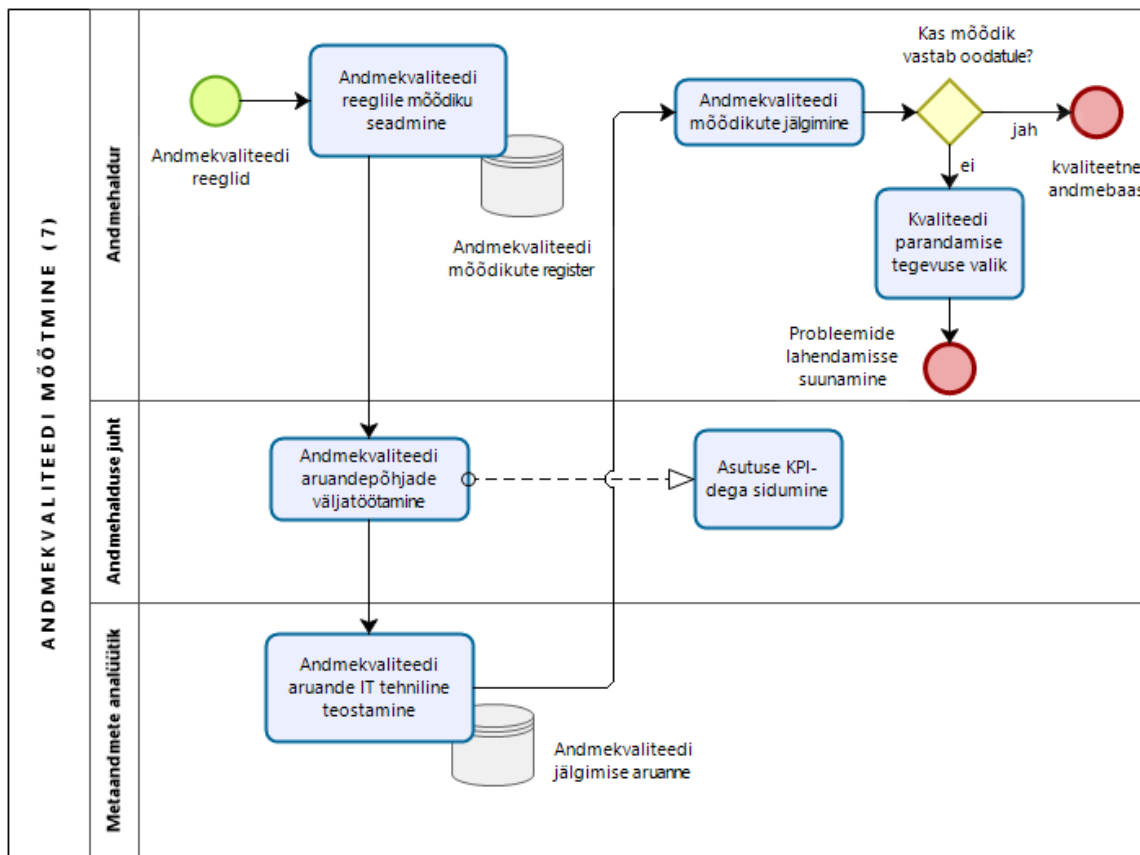 ANDMEKVALITEEDI MÕÕTMINE (7)
Andmehaldur
Andmekvaliteedi
reeglid
Andmekvaliteedi
reeglile mõõdiku
seadmine
Andmekvaliteedi
mõõdikute register
Andmekvaliteedi
mõõdikute jälgimine
Kas mõõdik
vastab oodatule?
jah
kvaliteetne
andmebaas
ei
Kvaliteedi
parandamise
tegevuse valik
Probleemide
lahendamisse
suunamine
Andmehalduse juht
Andmekvaliteedi
aruandepõhjade
väljatöötamine
Asutuse KPI-
dega sidumine
Metaandmete analüütik
Andmekvaliteedi
aruande IT tehniline
teostamine
Andmekvaliteedi
jälgimise aruanne